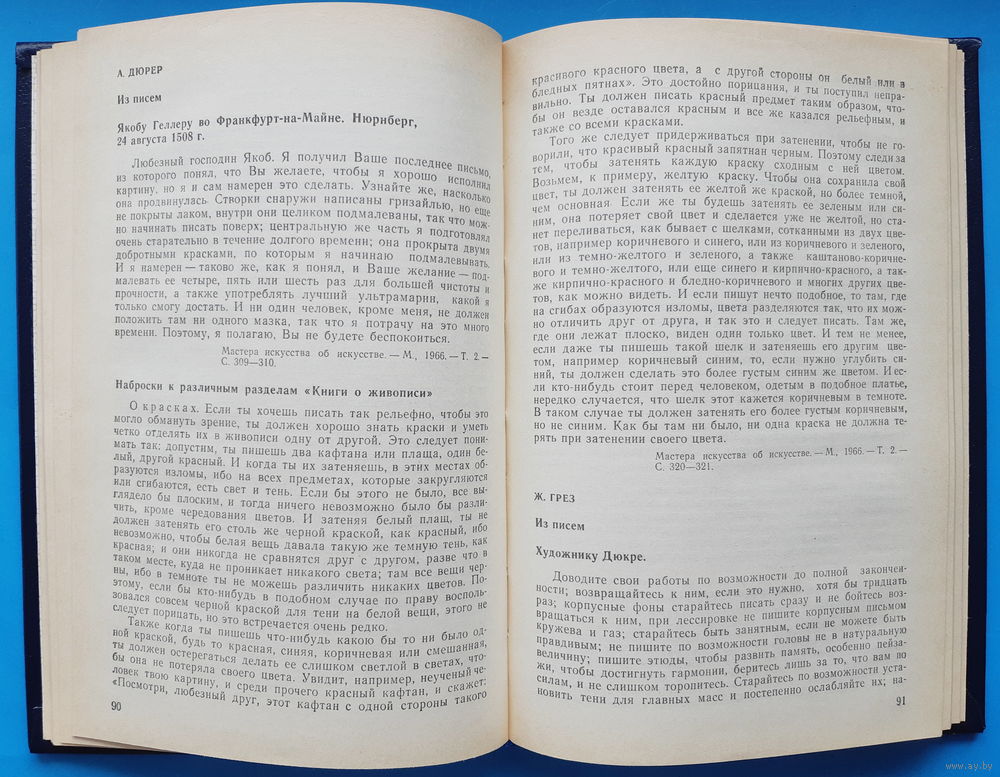 А. ДЮРЕР
Из писем
Якобу Геллеру во Франкфурт-на-Майне. Нюрнберг,
24 августа 1508 г.
Любезный господин Якоб. Я получил Ваше последнее письмо,
из которого понял, что Вы желаете, чтобы я хорошо исполнил
картину, но я и сам намерен это сделать. Узнайте же, насколько
она продвинулась Створки снаружи написаны гризайлью, но еще
не покрыты лаком, внутри они целиком подмалеваны, так что мож-
но начинать писать поверх; центральную же часть я подготовлял
очень старательно в течение долгого времени; она прокрыта двумя
добротными красками, по которым я начинаю подмалевывать.
И я намерен — таково же, как я понял, и Ваше желание — под-
малевать ее четыре, пять или шесть раз для большей чистоты и
прочности, а также употреблять лучший ультрамарин, какой я
только смогу достать. И ни один человек, кроме меня, не должен
положить там ни одного мазка, так что я потрачу на это много
времени. Поэтому, я полагаю, Вы не будете беспокоиться.
Мастера искусства об искусстве. — М., 1966. — Т. 2. —
С. 309—310.
Наброски к различным разделам «Книги о живописи»
О красках. Если ты хочешь писать так рельефно, чтобы это
могло обмануть зрение, ты должен хорошо знать краски и уметь
четко отделять их в живописи одну от другой. Это следует пони-
мать так: допустим, ты пишешь два кафтана или плаща, один бе-
лый, другой красный. И когда ты их затеняешь, в этих местах об-
разуются изломы, ибо на всех предметах, которые закругляются
или сгибаются, есть свет и тень. Если бы этого не было, все вы-
глядело бы плоским, и тогда ничего невозможно было бы разли-
чить, кроме чередования цветов. И затеняя белый плащ, ты не
должен затенять его столь же черной краской, как красный, ибо
невозможно, чтобы белая вещь давала такую же темную тень, как
красная; и они никогда не сравнятся друг с другом, разве что в
таком месте, куда не проникает никакого света; там все вещи чер-
ны, ибо в темноте ты не можешь различить никаких цветов. По-
этому, если бы кто-нибудь в подобном случае по праву восполь-
зовался совсем черной краской для тени на белой вещи, этого не
следует порицать, но это встречается очень редко.
Также когда ты пишешь что-нибудь какою бы то ни было од-
ной краской, будь то красная, синяя, коричневая или смешанная,
ты должен остерегаться делать ее слишком светлой в светах, что-
бы она не потеряла своего цвета. Увидит, например, неученый че-
ловек твою картину, и среди прочего красный кафтан, и скажет:
«Посмотри, любезный друг, этот кафтан с одной стороны такого
90
красивого красного цвета, а с другой стороны он белый или в
бледных пятнах». Это достойно порицания, и ты поступил непра-
вильно. Ты должен писать красный предмет таким образом, что-
бы он везде оставался красным и все же казался рельефным, и
также со всеми красками.
Того же следует придерживаться при затенении, чтобы не го-
ворили, что красивый красный запятнан черным. Поэтому следи за
тем, чтобы затенять каждую краску сходным с ней цветом.
Возьмем, к примеру, желтую краску. Чтобы она сохранила свой
цвет, ты должен затенять ее желтой же краской, но более темной,
чем основная Если же ты будешь затенять ее зеленым или си-
ним, она потеряет свой цвет и сделается уже не желтой, но ста-
нет переливаться, как бывает с шелками, сотканными из двух цве-
тов, например коричневого и синего, или из коричневого и зеленого,
или из темно-желтого и зеленого, а также каштаново-коричне-
вого и темно-желтого, или еще синего и кирпично-красного, а так-
же кирпично-красного и бледно-коричневого и многих других цве-
тов, как можно видеть. И если пишут нечто подобное, то там, где
на сгибах образуются изломы, цвета разделяются так, что их мож-
но отличить друг от друга, и так это и следует писать. Там же,
где они лежат плоско, виден один только цвет. И тем не менее,
если даже ты пишешь такой шелк и затеняешь его другим цве-
том, например коричневый синим, то, если нужно углубить си-
ний, ты должен сделать это более густым синим же цветом. И ес-
ли кто-нибудь стоит перед человеком, одетым в подобное платье,
нередко случается, что шелк этот кажется коричневым в темноте.
В таком случае ты должен затенять его более густым коричневым,
но не синим. Как бы там ни было, ни одна краска не должна те-
рять при затенении своего цвета.
Мастера искусства об искусстве. — М., 1966. — Т. 2. —
С. 320—321.
Ж. ГРЕЗ
Из писем
Художнику Дюкре.
Доводите свои работы по возможности до полной закончен-
ности; возвращайтесь к ним, если это нужно. хотя бы тридцать
раз; корпусные фоны старайтесь писать сразу и не бойтесь воз-
вращаться к ним, при лессировке не пишите корпусным письмом
кружева и газ; старайтесь быть занятным, если не можете быть
правдивым; не пишите по возможности головы не в натуральную
величину; пишите этюды, чтобы развить память, особенно пейза-
жи, чтобы достигнуть гармонии, беритесь лишь за то, что вам по
силам, и не слишком торопитесь. Старайтесь по возможности уста-
новить тени для главных масс и постепенно ослабляйте их; на-
91
www.ay.by